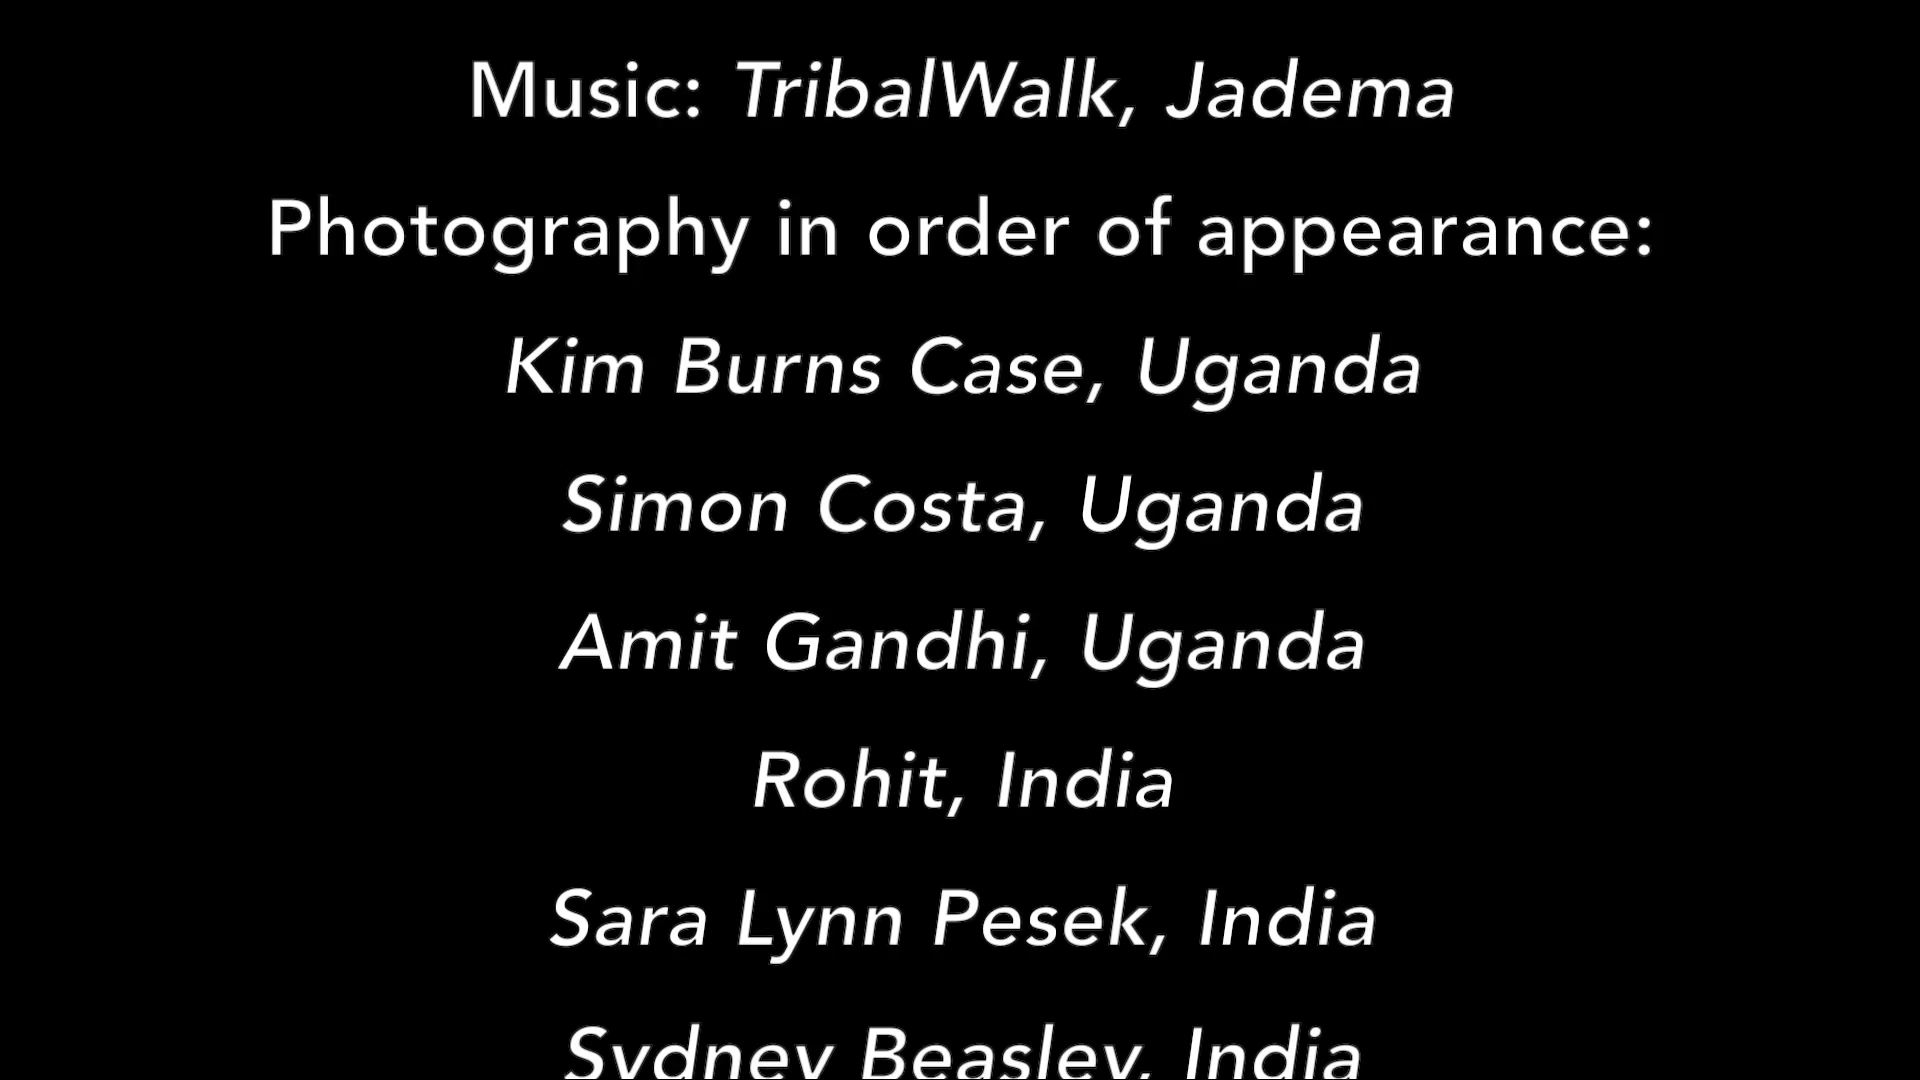 Music: TribalWalk, Jadema
Photography in order of appearance:
Kim Burns Case, Uganda
Simon Costa, Uganda
Amit Gandhi, Uganda
Rohit, India
Sara Lynn Pesek, India
Sydney Beasley, India